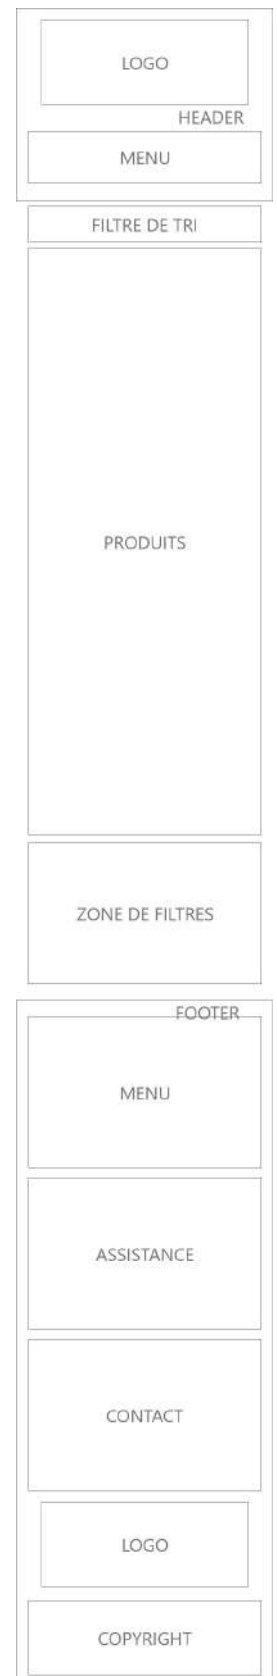 LOGO
HEADER
MENU
FILTRE DE TRI
PRODUITS
ZONE DE FILTRES
FOOTER
MENU
ASSISTANCE
CONTACT
LOGO
COPYRIGHT